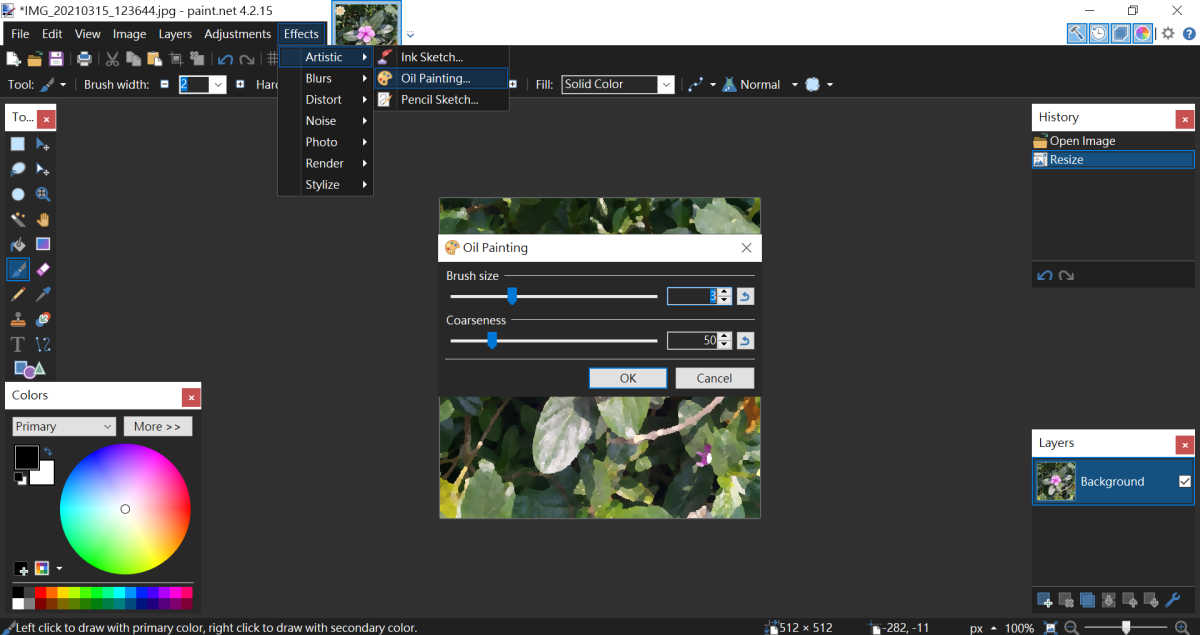 *IMG_20210315_123644.jpg - paint.net 4.2.15
File Edit View Image Layers Adjustments Effects
Tool: Brush width: 2 Hard Fill: Solid Color Normal
Artistic
Blurs
Distort
Noise
Photo
Render
Stylize
Ink Sketch...
Oil Painting...
Pencil Sketch...
To...
History
Open Image
Resize
Oil Painting
Brush size
3
Coarseness
50
OK Cancel
Colors
Primary More >>
Layers
Background
Left click to draw with primary color, right click to draw with secondary color. 512 × 512 -282, -11 px 100%